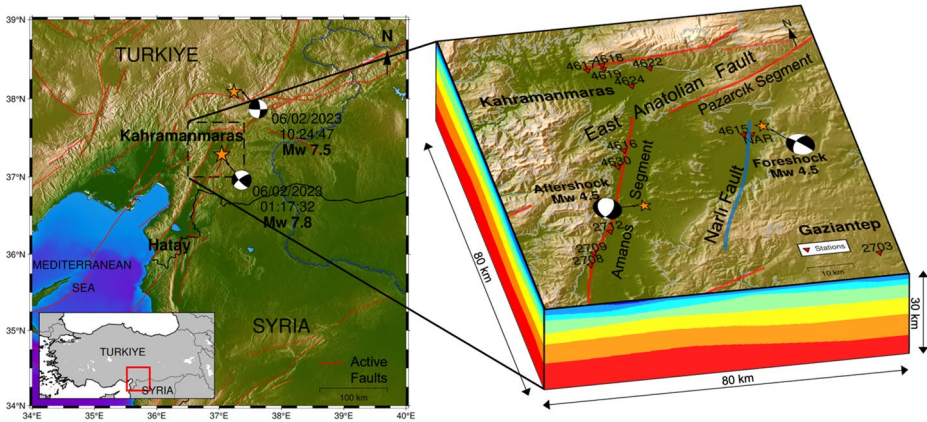 39°N
38°N
37°N
36°N
35°N
34°N
34°E
35°E
36°E
37°E
38°E
39°E
40°E
TURKIYE
N
06/02/2023
10:24:47
Mw 7.5
Kahramanmaras
06/02/2023
01:17:32
Mw 7.8
Hatay
MEDITERRANEAN
SEA
SYRIA
Active
Faults
100 km
TURKIYE
SYRIA
N
4617
4618
4619
4622
4624
Kahramanmaras
East Anatolian Fault
Pazarcik Segment
4615
NAR
4616
4630
Foreshock
Mw 4.5
Aftershock
Mw 4.5
Amanos Segment
Narli Fault
2712
2709
2708
Gaziantep
Stations
2703
10 km
80 km
80 km
30 km